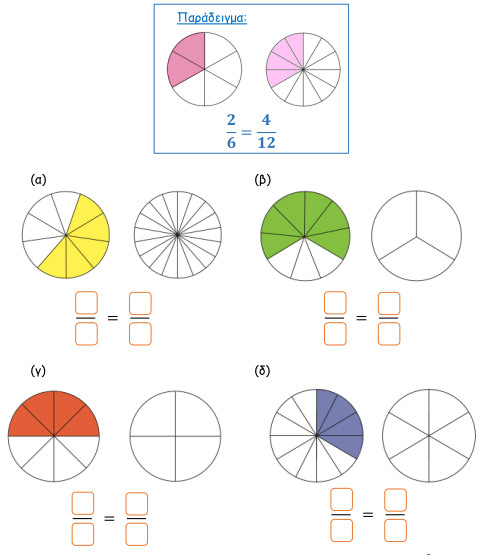 Παράδειγμα:
2/6 = 4/12
(α)
(β)
=
=
(γ)
(δ)
=
=